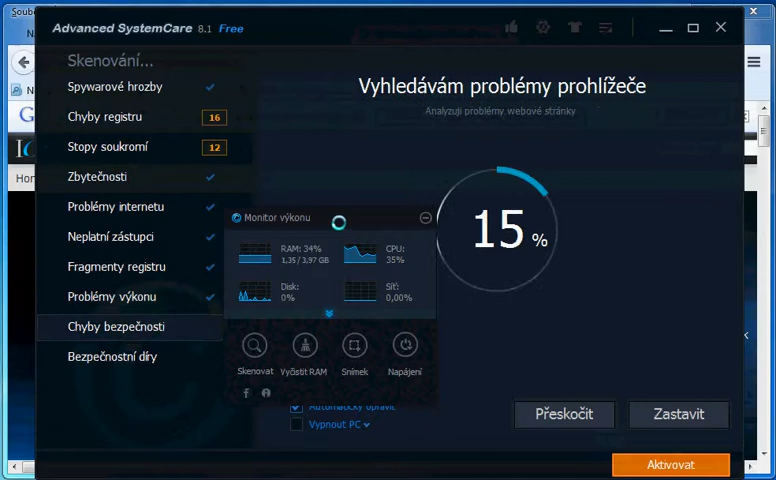 Soubo
Advanced SystemCare 8.1 Free
Skenování...
Spywarové hrozby
Chyby registru 16
Stopy soukromí 12
Zbytečnosti
Problémy internetu
Neplatní zástupci
Fragmenty registru
Problémy výkonu
Chyby bezpečnosti
Bezpečnostní díry
Vyhledávám problémy prohlížeče
Analyzuji problémy webové stránky
15 %
Monitor výkonu
RAM: 34%
1,35 / 3,97 GB
CPU:
35%
Disk:
0%
Síť:
0,00%
Skenovat
Vyčistit RAM
Snímek
Napájení
Automaticky opravit
Vypnout PC
Přeskočit
Zastavit
Aktivovat